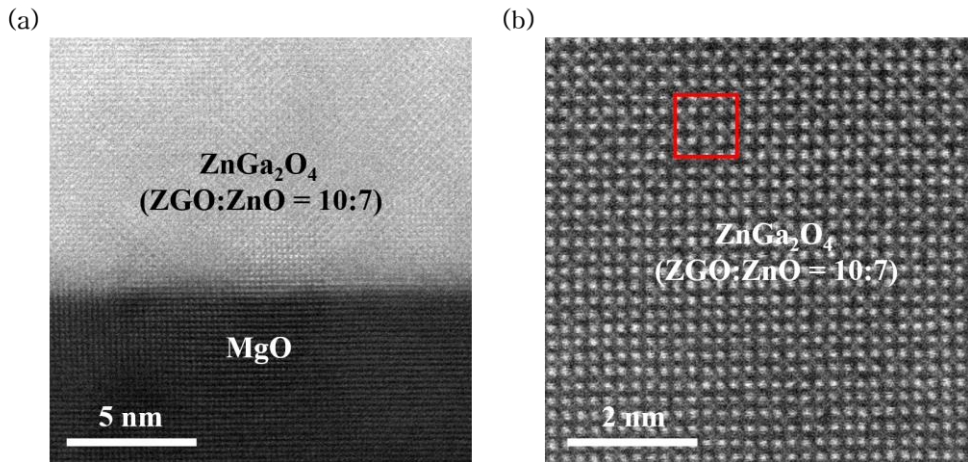 (a)
ZnGa₂O₄
(ZGO:ZnO = 10:7)
MgO
5 nm
(b)
ZnGa₂O₄
(ZGO:ZnO = 10:7)
2 nm